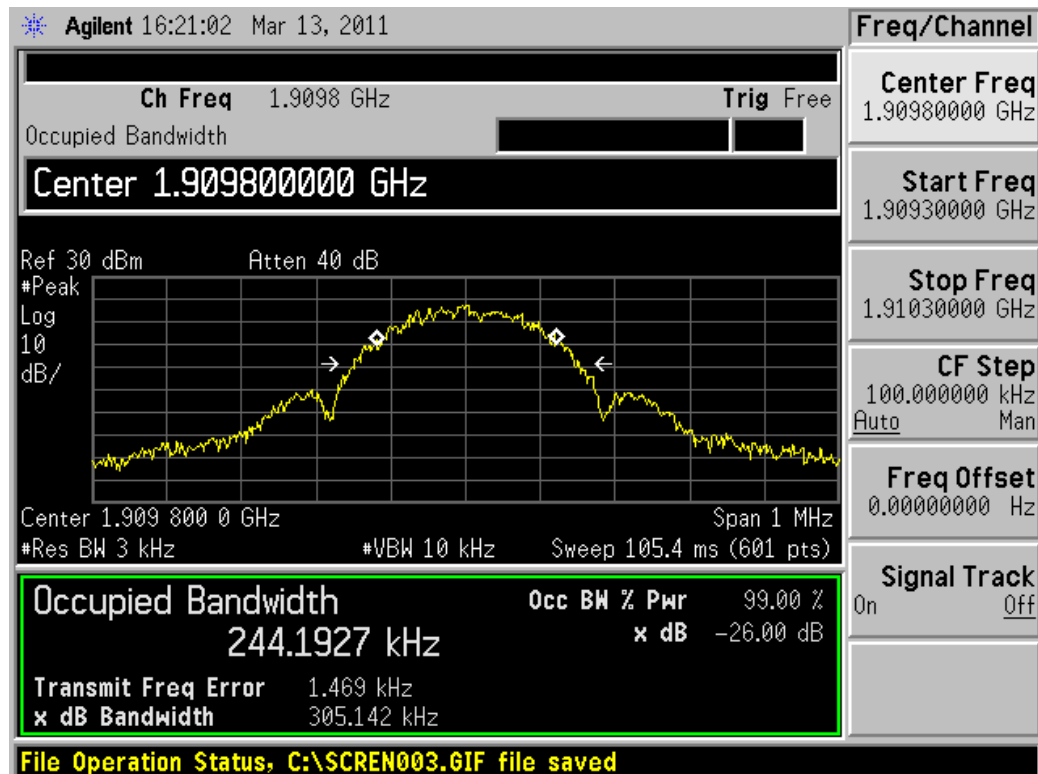 Agilent 16:21:02 Mar 13, 2011
Freq/Channel
Ch Freq 1.9098 GHz
Trig Free
Occupied Bandwidth
Center 1.909800000 GHz
Ref 30 dBm
Atten 40 dB
#Peak
Log
10
dB/
Center 1.909 800 0 GHz
Span 1 MHz
#Res BW 3 kHz
#VBW 10 kHz
Sweep 105.4 ms (601 pts)
Occupied Bandwidth
244.1927 kHz
Occ BW % Pwr 99.00 %
x dB -26.00 dB
Transmit Freq Error 1.469 kHz
x dB Bandwidth 305.142 kHz
File Operation Status, C:\SCREN003.GIF file saved
Center Freq
1.90980000 GHz
Start Freq
1.90930000 GHz
Stop Freq
1.91030000 GHz
CF Step
100.000000 kHz
Auto Man
Freq Offset
0.00000000 Hz
Signal Track
On Off